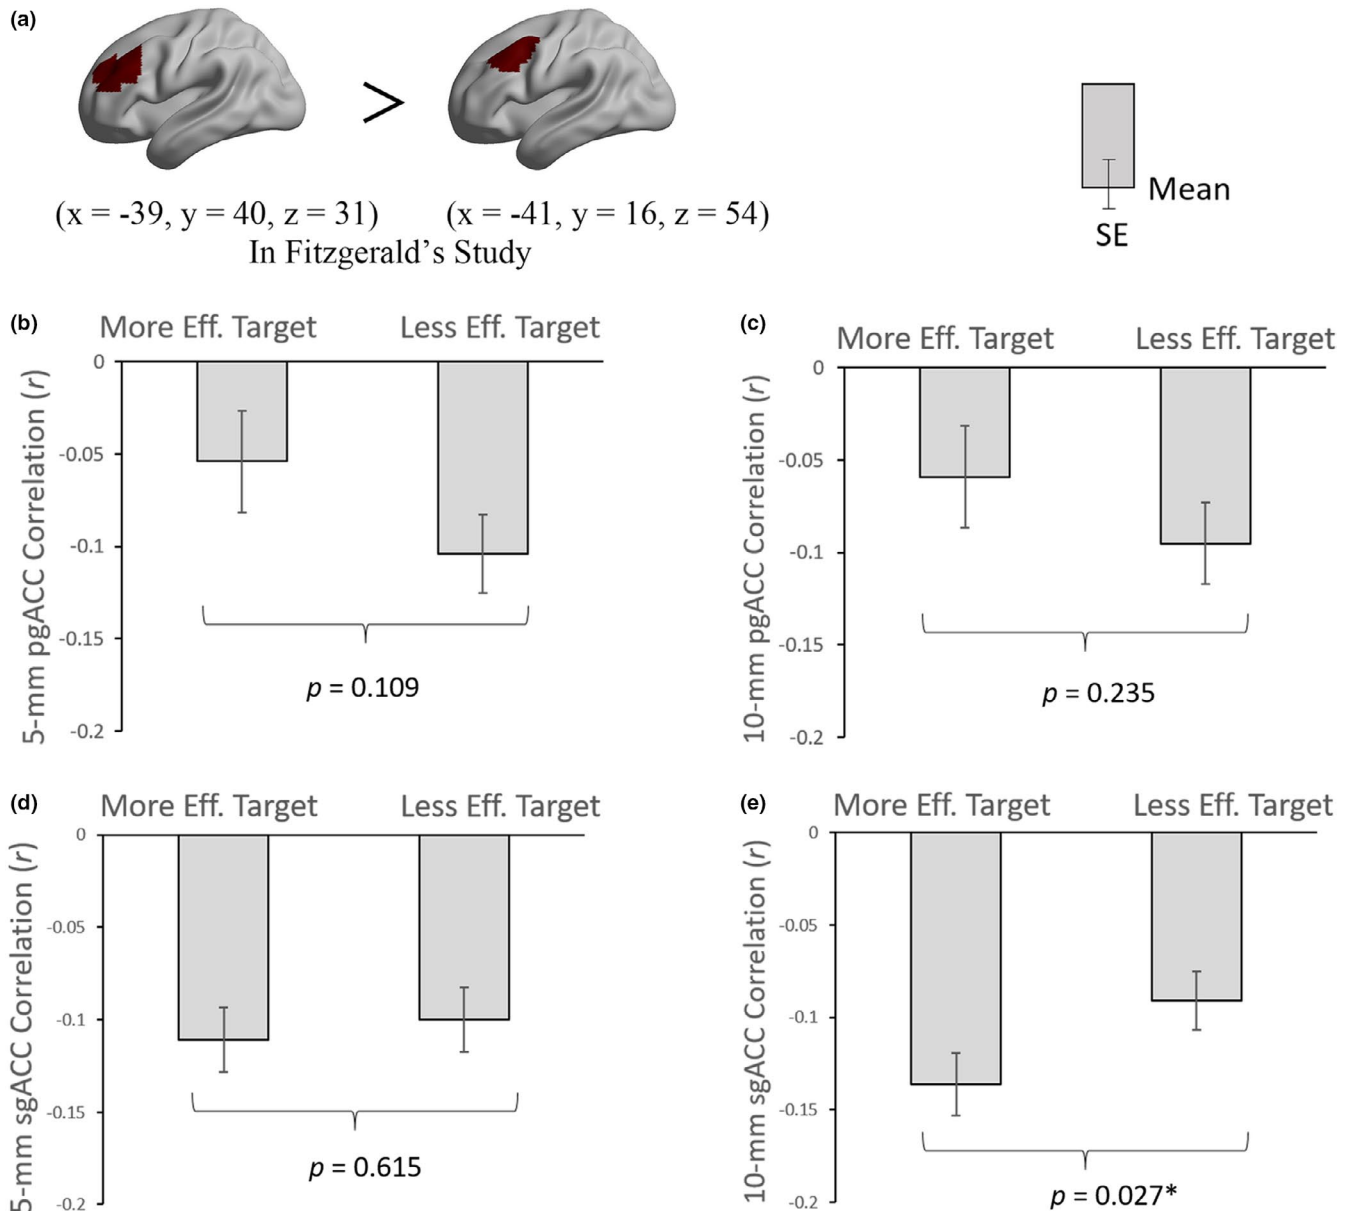 (a)
>
(x = -39, y = 40, z = 31)
(x = -41, y = 16, z = 54)
In Fitzgerald’s Study
Mean
SE
(b)
More Eff. Target
Less Eff. Target
5-mm pgACC Correlation (r)
0
-0.05
-0.1
-0.15
-0.2
p = 0.109
(c)
More Eff. Target
Less Eff. Target
10-mm pgACC Correlation (r)
0
-0.05
-0.1
-0.15
-0.2
p = 0.235
(d)
More Eff. Target
Less Eff. Target
5-mm sgACC Correlation (r)
0
-0.05
-0.1
-0.15
-0.2
p = 0.615
(e)
More Eff. Target
Less Eff. Target
10-mm sgACC Correlation (r)
0
-0.05
-0.1
-0.15
-0.2
p = 0.027*